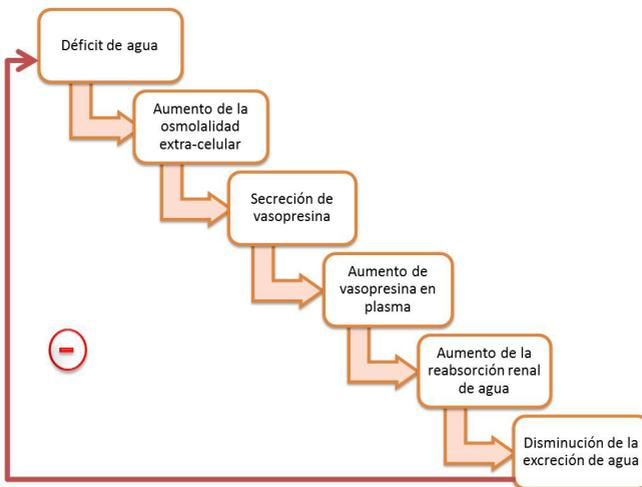 Déficit de agua
Aumento de la
osmolalidad
extra-celular
Secreción de
vasopresina
Aumento de
vasopresina en
plasma
Aumento de la
reabsorción renal
de agua
Disminución de la
excreción de agua
-